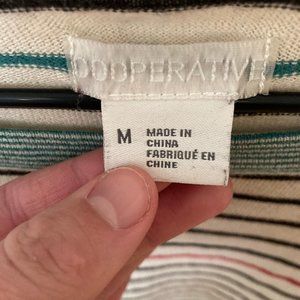 COOPERATIVE
M
MADE IN
CHINA
FABRIQUÉ EN
CHINE